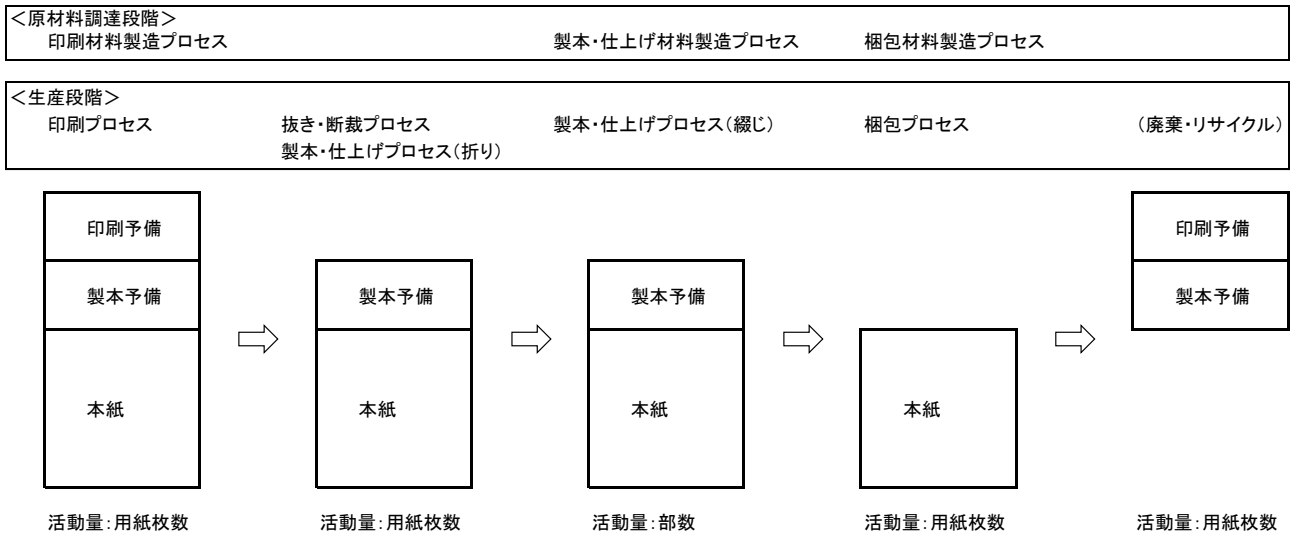 ＜原材料調達段階＞
印刷材料製造プロセス 製本・仕上げ材料製造プロセス 梱包材料製造プロセス
＜生産段階＞
印刷プロセス 抜き・断裁プロセス 製本・仕上げプロセス（綴じ） 梱包プロセス （廃棄・リサイクル）
製本・仕上げプロセス（折り）
印刷予備 印刷予備
製本予備 製本予備 製本予備 製本予備
本紙 本紙 本紙 本紙
活動量：用紙枚数 活動量：用紙枚数 活動量：部数 活動量：用紙枚数 活動量：用紙枚数